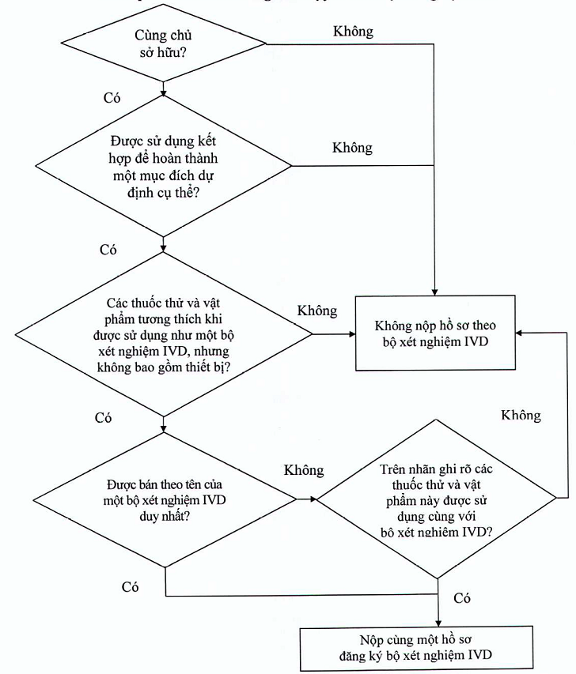 Cùng chủ
sở hữu?
Không
Có
Được sử dụng kết
hợp để hoàn thành
một mục đích dự
định cụ thể?
Không
Có
Các thuốc thử và vật
phẩm tương thích khi
được sử dụng như một bộ
xét nghiệm IVD, nhưng
không bao gồm thiết bị?
Không
Không nộp hồ sơ theo
bộ xét nghiệm IVD
Có
Không
Được bán theo tên của
một bộ xét nghiệm IVD
duy nhất?
Không
Trên nhãn ghi rõ các
thuốc thử và vật
phẩm này được sử
dụng cùng với
bộ xét nghiệm IVD?
Có
Có
Nộp cùng một hồ sơ
đăng ký bộ xét nghiệm IVD